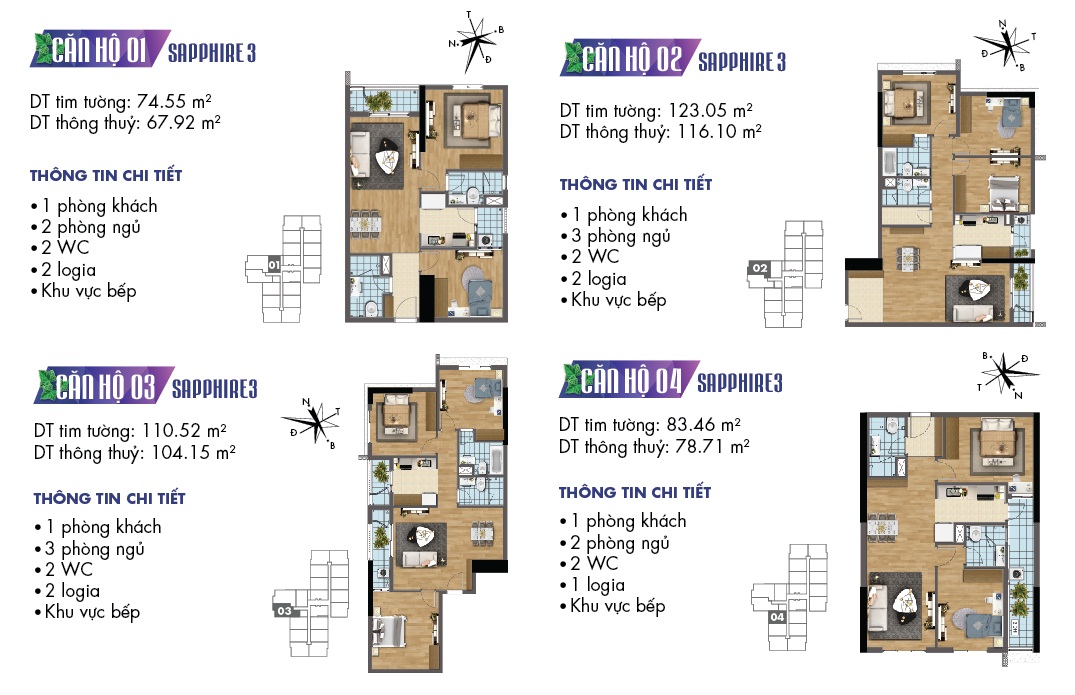 CĂN HỘ 01 SAPPHIRE 3
T
B
N
Đ
DT tim tường: 74.55 m²
DT thông thuỷ: 67.92 m²
THÔNG TIN CHI TIẾT
• 1 phòng khách
• 2 phòng ngủ
• 2 WC
• 2 logia
• Khu vực bếp
01
CĂN HỘ 02 SAPPHIRE 3
N
T
Đ
B
DT tim tường: 123.05 m²
DT thông thuỷ: 116.10 m²
THÔNG TIN CHI TIẾT
• 1 phòng khách
• 3 phòng ngủ
• 2 WC
• 2 logia
• Khu vực bếp
02
CĂN HỘ 03 SAPPHIRE3
N
T
Đ
B
DT tim tường: 110.52 m²
DT thông thuỷ: 104.15 m²
THÔNG TIN CHI TIẾT
• 1 phòng khách
• 3 phòng ngủ
• 2 WC
• 2 logia
• Khu vực bếp
03
CĂN HỘ 04 SAPPHIRE3
B
Đ
T
N
DT tim tường: 83.46 m²
DT thông thuỷ: 78.71 m²
THÔNG TIN CHI TIẾT
• 1 phòng khách
• 2 phòng ngủ
• 2 WC
• 1 logia
• Khu vực bếp
04